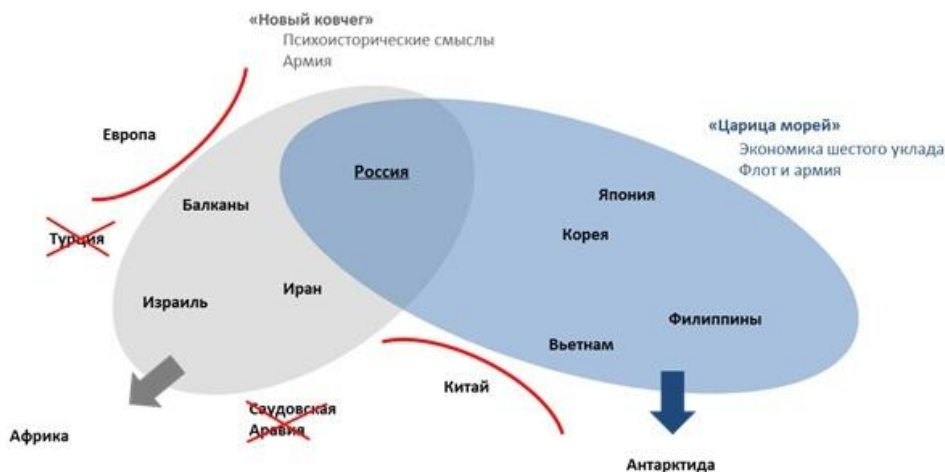 «Новый ковчег»
Психоисторические смыслы
Армия
Европа
«Царица морей»
Экономика шестого уклада
Флот и армия
Россия
Япония
Балканы
Турция
Корея
Иран
Израиль
Филиппины
Вьетнам
Китай
Саудовская
Аравия
Африка
Антарктида